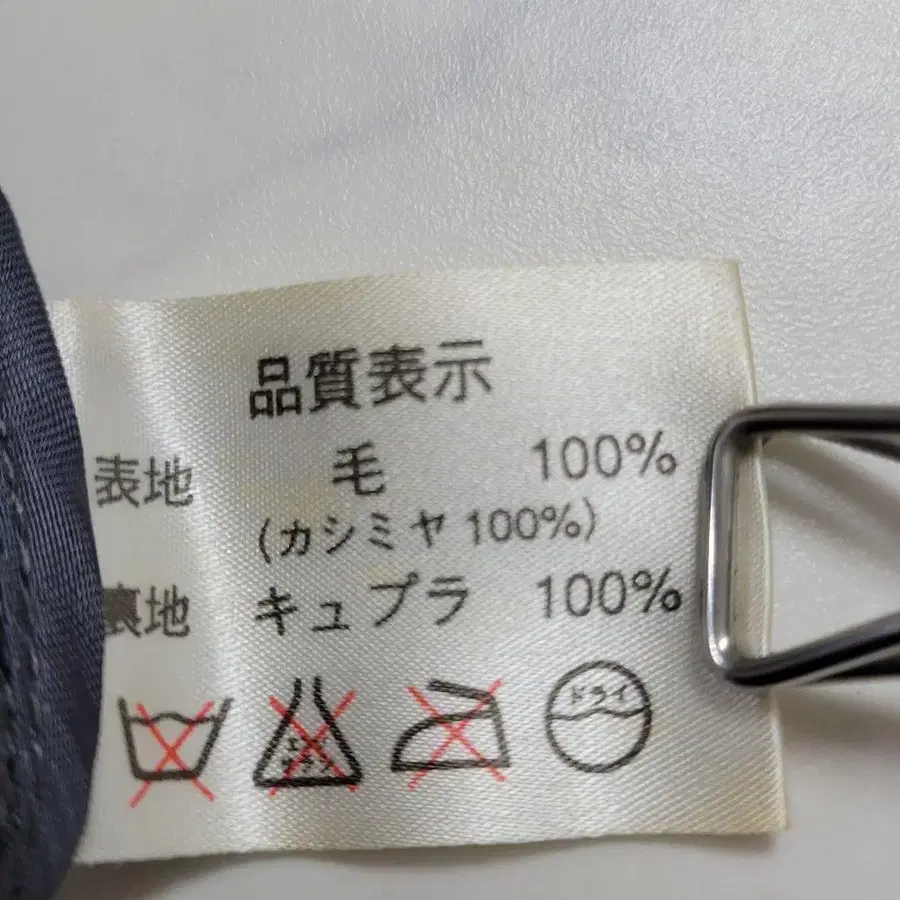 品質表示
表地 毛 100%
(カシミヤ 100%)
裏地 キュプラ 100%
ドライ